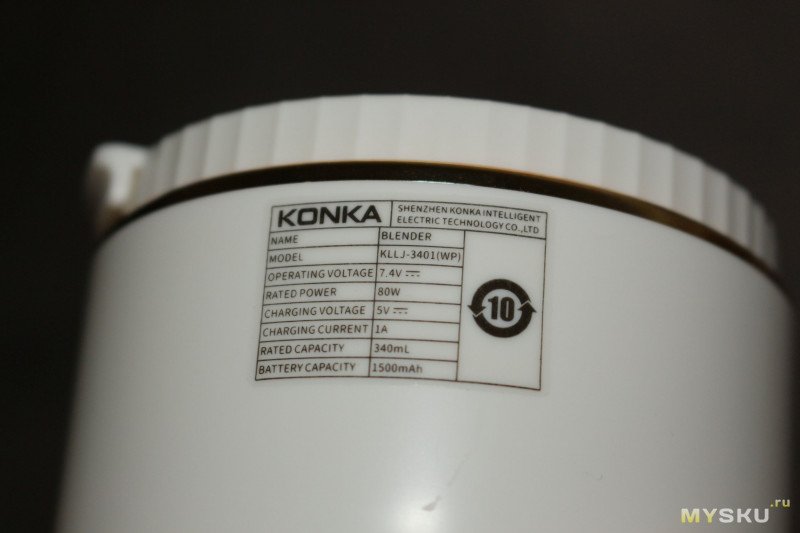 KONKA
SHENZHEN KONKA INTELLIGENT
ELECTRIC TECHNOLOGY CO.,LTD
NAME BLENDER
MODEL KLLJ-3401(WP)
OPERATING VOLTAGE 7.4V⎓
RATED POWER 80W
CHARGING VOLTAGE 5V⎓
CHARGING CURRENT 1A
RATED CAPACITY 340mL
BATTERY CAPACITY 1500mAh
10
MYSKU.ru